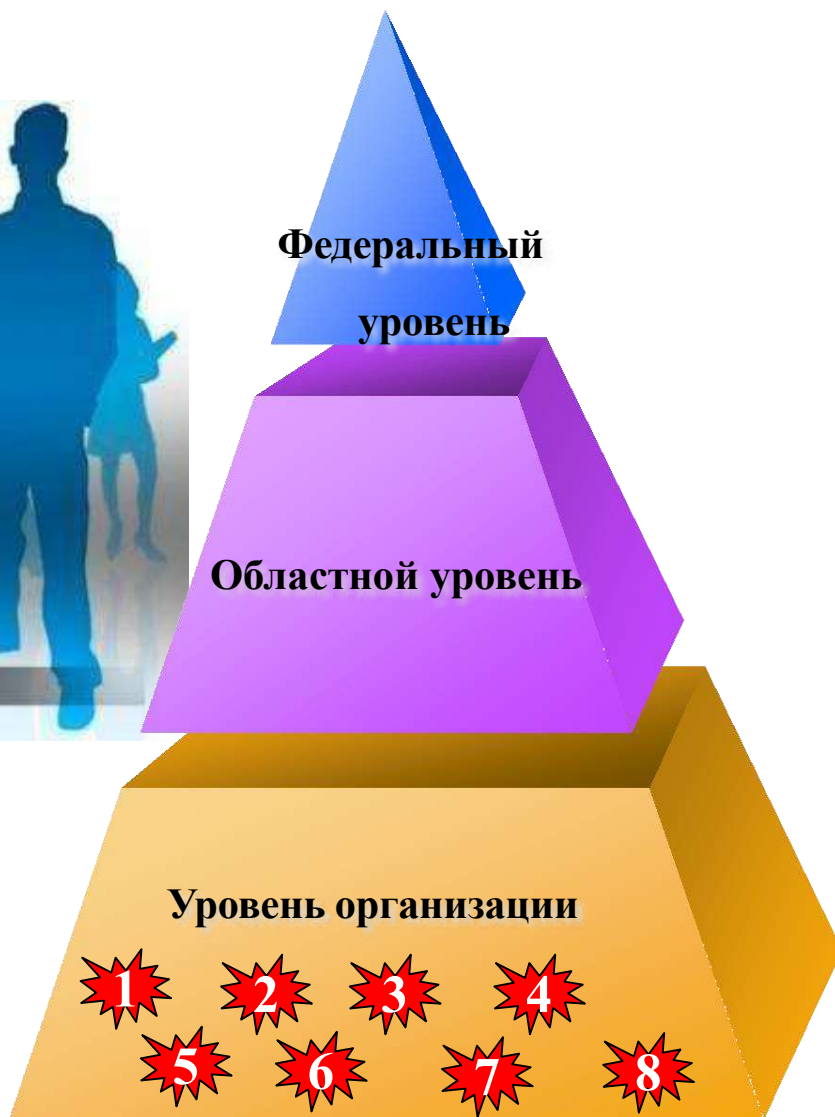 Федеральный
уровень
Областной уровень
Уровень организации
1 2 3 4
5 6 7 8